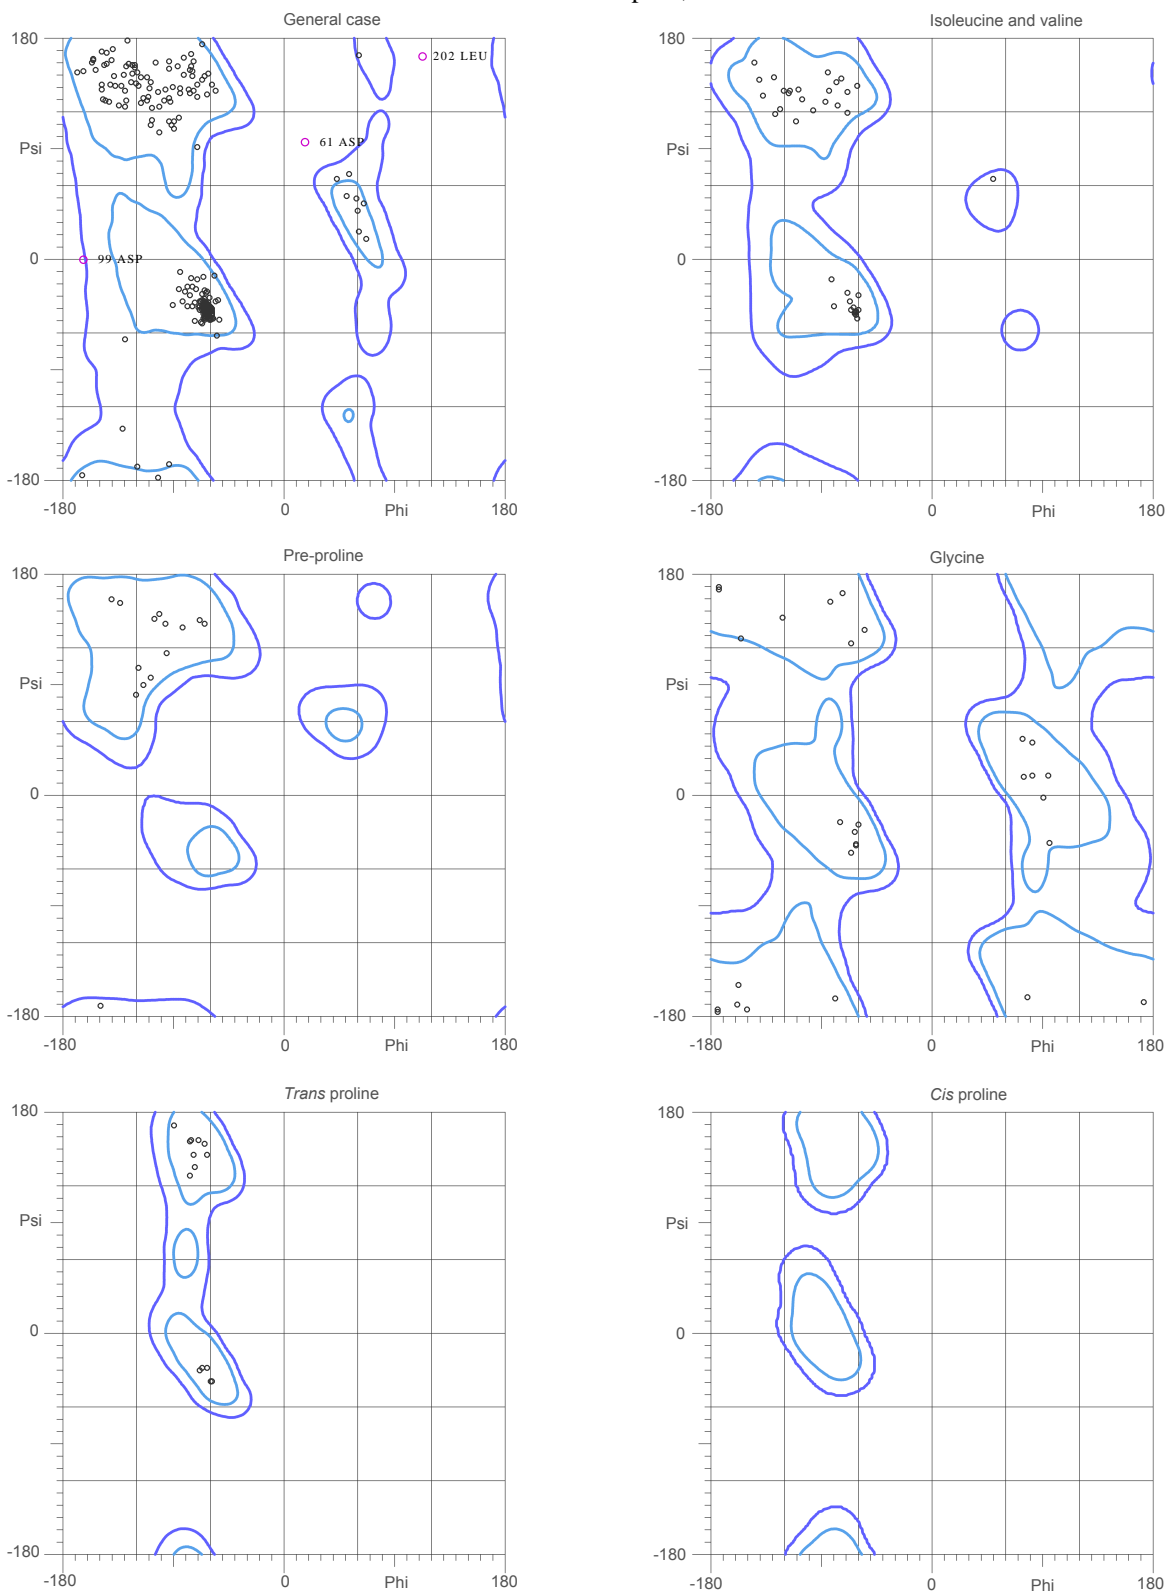 General case
180
Psi
0
-180
-180
0
Phi
180
202 LEU
61 ASP
99 ASP
Isoleucine and valine
180
Psi
0
-180
-180
0
Phi
180
Pre-proline
180
Psi
0
-180
-180
0
Phi
180
Glycine
180
Psi
0
-180
-180
0
Phi
180
Trans proline
180
Psi
0
-180
-180
0
Phi
180
Cis proline
180
Psi
0
-180
-180
0
Phi
180